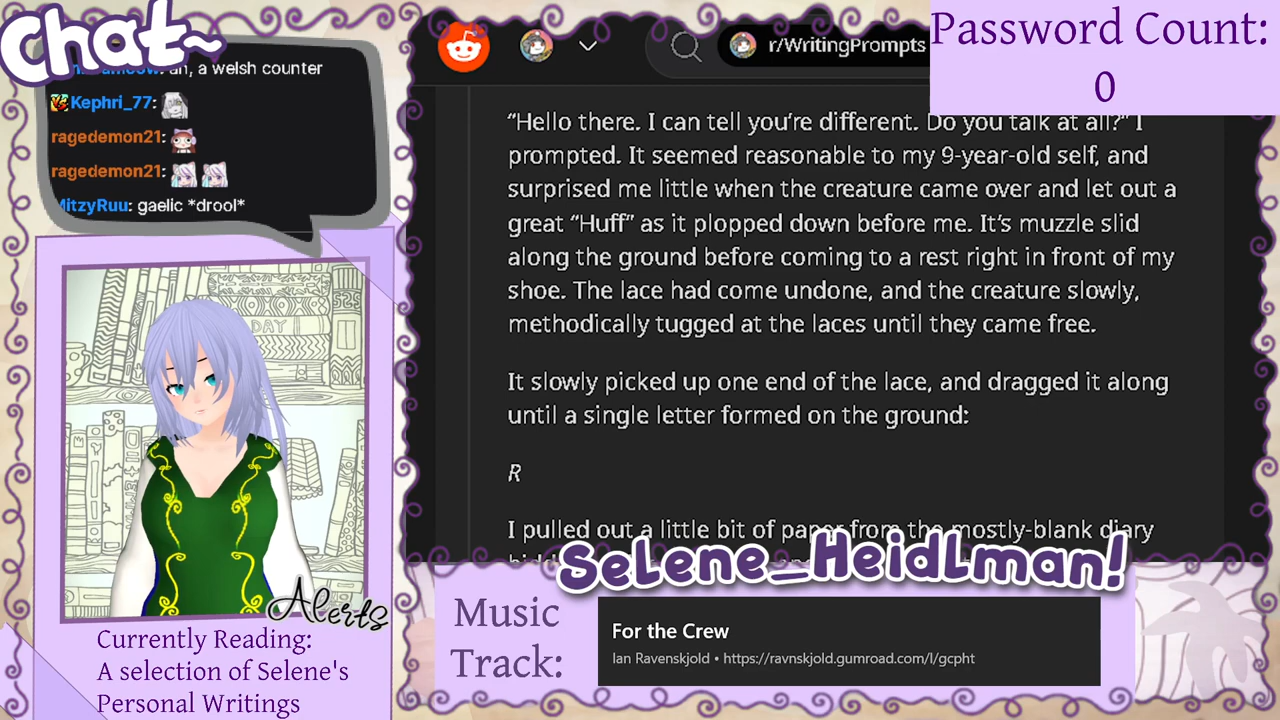 Chat~
a welsh counter
Kephri_77:
ragedemon21:
ragedemon21:
MitzyRuu: gaelic *drool*
DAY
Alerts
Currently Reading:
A selection of Selene's
Personal Writings
r/WritingPrompts
Password Count:
0
“Hello there. I can tell you’re different. Do you talk at all?” I
prompted. It seemed reasonable to my 9-year-old self, and
surprised me little when the creature came over and let out a
great “Huff” as it plopped down before me. It’s muzzle slid
along the ground before coming to a rest right in front of my
shoe. The lace had come undone, and the creature slowly,
methodically tugged at the laces until they came free.
It slowly picked up one end of the lace, and dragged it along
until a single letter formed on the ground:
R
I pulled out a little bit of paper from the mostly-blank diary
Selene_Heidlman!
Music
Track:
For the Crew
Ian Ravenskjold • https://ravnskjold.gumroad.com/l/gcpht